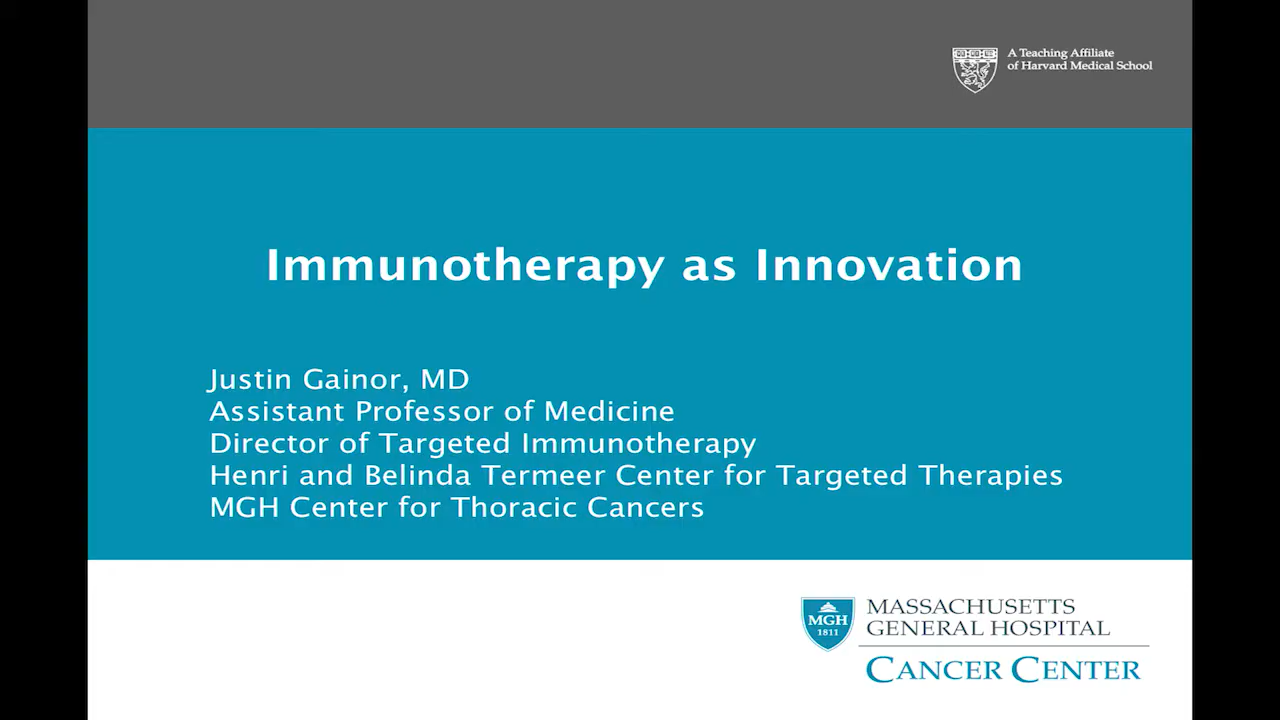 A Teaching Affiliate
of Harvard Medical School
Immunotherapy as Innovation
Justin Gainor, MD
Assistant Professor of Medicine
Director of Targeted Immunotherapy
Henri and Belinda Termeer Center for Targeted Therapies
MGH Center for Thoracic Cancers
MGH
1811
MASSACHUSETTS
GENERAL HOSPITAL
CANCER CENTER